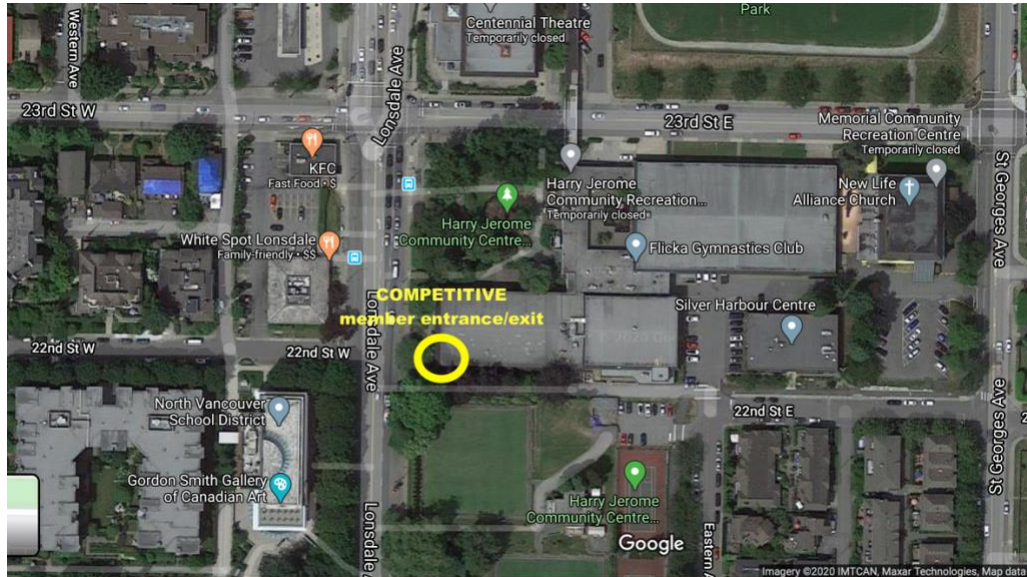 Park
Western Ave
Centennial Theatre
Temporarily closed
Lonsdale Ave
23rd St W
23rd St E
Memorial Community
Recreation Centre
Temporarily closed
St Georges Ave
KFC
Fast Food • $
Harry Jerome
Community Recreation...
Temporarily closed
New Life
Alliance Church
Harry Jerome
Community Centre...
White Spot Lonsdale
Family-friendly • $$
Flicka Gymnastics Club
COMPETITIVE
member entrance/exit
Lonsdale Ave
Silver Harbour Centre
22nd St W
22nd St W
22nd St E
North Vancouver
School District
St Georges Ave
Gordon Smith Gallery
of Canadian Art
Harry Jerome
Community Centre...
Lonsdale A
Eastern A
Google
Imagery ©2020 IMTCAN, Maxar Technologies, Map data